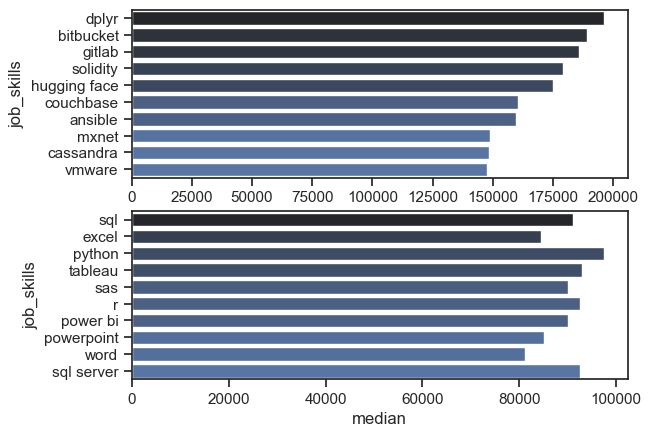 job_skills
dplyr
bitbucket
gitlab
solidity
hugging face
couchbase
ansible
mxnet
cassandra
vmware
0 25000 50000 75000 100000 125000 150000 175000 200000
job_skills
sql
excel
python
tableau
sas
r
power bi
powerpoint
word
sql server
0 20000 40000 60000 80000 100000
median